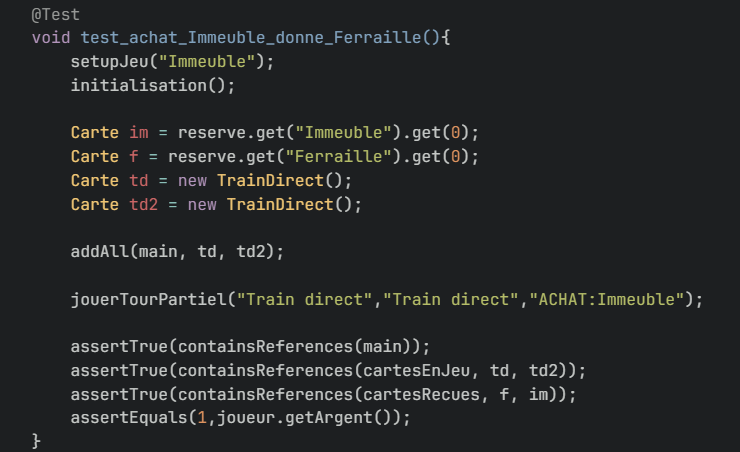 @Test
void test_achat_Immeuble_donne_Ferraille(){
setupJeu("Immeuble");
initialisation();
Carte im = reserve.get("Immeuble").get(0);
Carte f = reserve.get("Ferraille").get(0);
Carte td = new TrainDirect();
Carte td2 = new TrainDirect();
addAll(main, td, td2);
jouerTourPartiel("Train direct","Train direct","ACHAT:Immeuble");
assertTrue(containsReferences(main));
assertTrue(containsReferences(cartesEnJeu, td, td2));
assertTrue(containsReferences(cartesRecues, f, im));
assertEquals(1,joueur.getArgent());
}